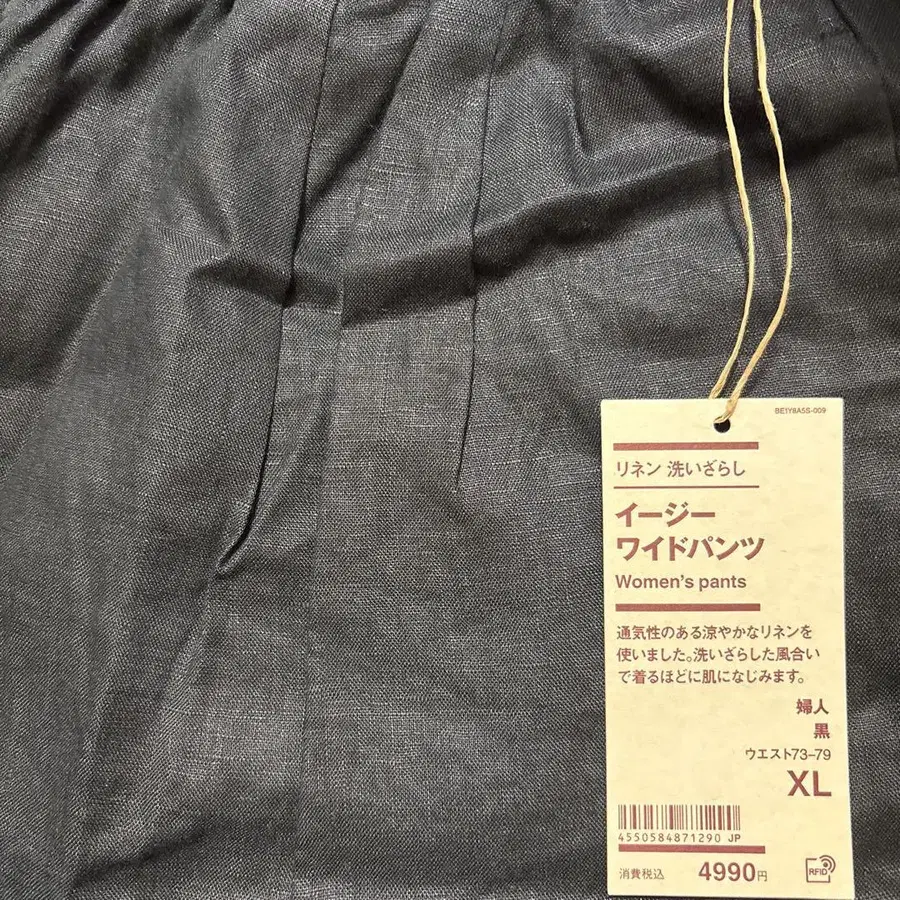 BE1Y8A5S-009
リネン 洗いざらし
イージー
ワイドパンツ
Women's pants
通気性のある涼やかなリネンを
使いました。洗いざらした風合い
で着るほどに肌になじみます。
婦人
黒
ウエスト73-79
XL
4550584871290 JP
消費税込 4990円
RFID